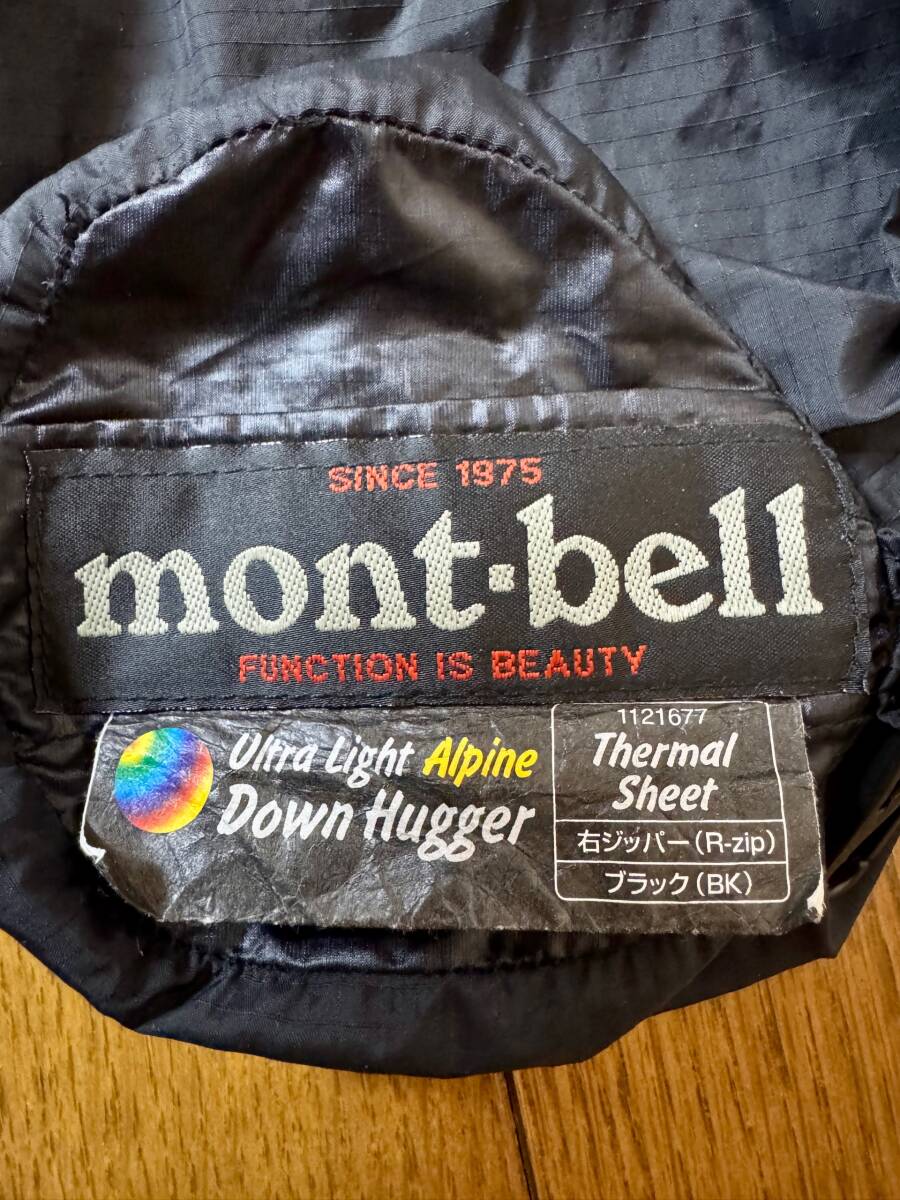 SINCE 1975
mont·bell
FUNCTION IS BEAUTY
Ultra Light Alpine
Down Hugger
1121677
Thermal
Sheet
右ジッパー(R-zip)
ブラック(BK)